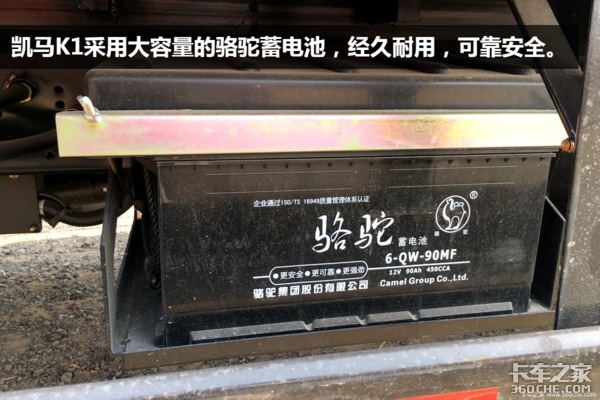 凯马K1采用大容量的骆驼蓄电池，经久耐用，可靠安全。
企业通过ISO/TS 16949质量管理体系认证
骆驼 蓄电池
®
骆 驼
6-QW-90MF
12V 90Ah 450CCA
●更安全●更可靠●更强劲
骆驼集团股份有限公司 Camel Group Co.,Ltd.
卡车之家
360che.com